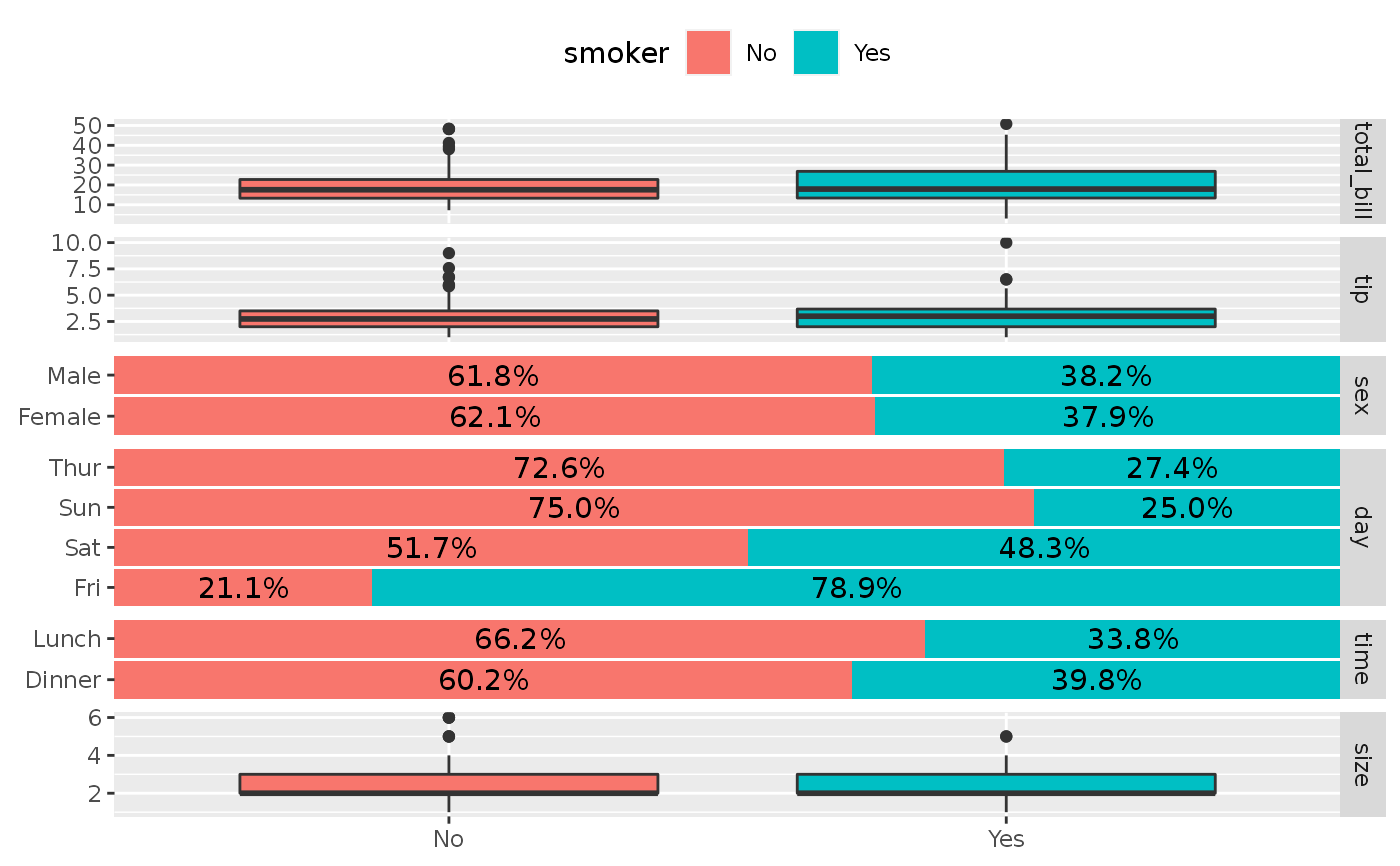 smoker No Yes
50
40
30
20
10
total_bill
10.0
7.5
5.0
2.5
tip
Male 61.8% 38.2%
Female 62.1% 37.9%
sex
Thur 72.6% 27.4%
Sun 75.0% 25.0%
Sat 51.7% 48.3%
Fri 21.1% 78.9%
day
Lunch 66.2% 33.8%
Dinner 60.2% 39.8%
time
6
4
2
size
No Yes